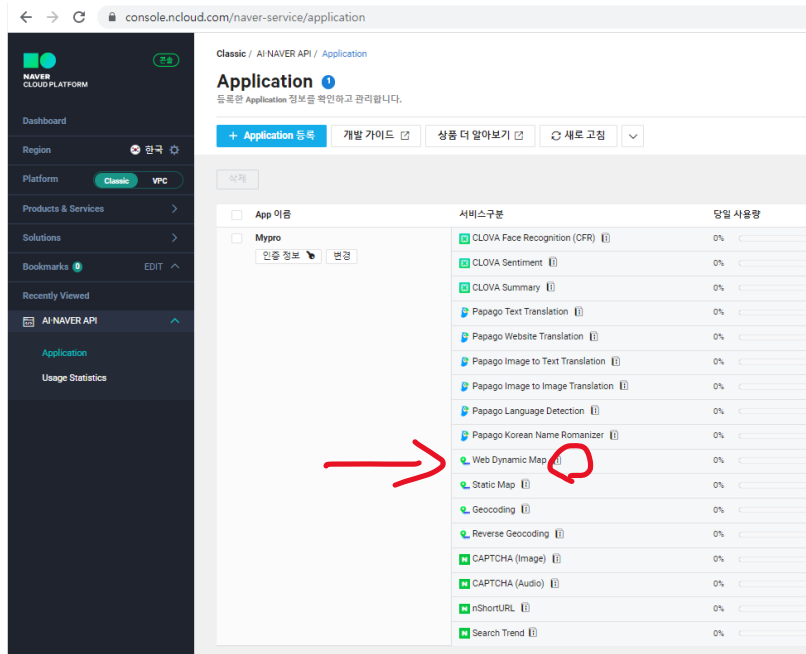 console.ncloud.com/naver-service/application
NAVER
CLOUD PLATFORM
콘솔
Dashboard
Region 한국
Platform Classic VPC
Products & Services
Solutions
Bookmarks 0 EDIT
Recently Viewed
AI·NAVER API
Application
Usage Statistics
Classic / AI·NAVER API / Application
Application 1
등록한 Application 정보를 확인하고 관리합니다.
+ Application 등록 개발 가이드 상품 더 알아보기 새로 고침
삭제
App 이름 서비스구분 당일 사용량
Mypro
인증 정보 변경
CLOVA Face Recognition (CFR) 0%
CLOVA Sentiment 0%
CLOVA Summary 0%
Papago Text Translation 0%
Papago Website Translation 0%
Papago Image to Text Translation 0%
Papago Image to Image Translation 0%
Papago Language Detection 0%
Papago Korean Name Romanizer 0%
Web Dynamic Map 0%
Static Map 0%
Geocoding 0%
Reverse Geocoding 0%
CAPTCHA (Image) 0%
CAPTCHA (Audio) 0%
nShortURL 0%
Search Trend 0%